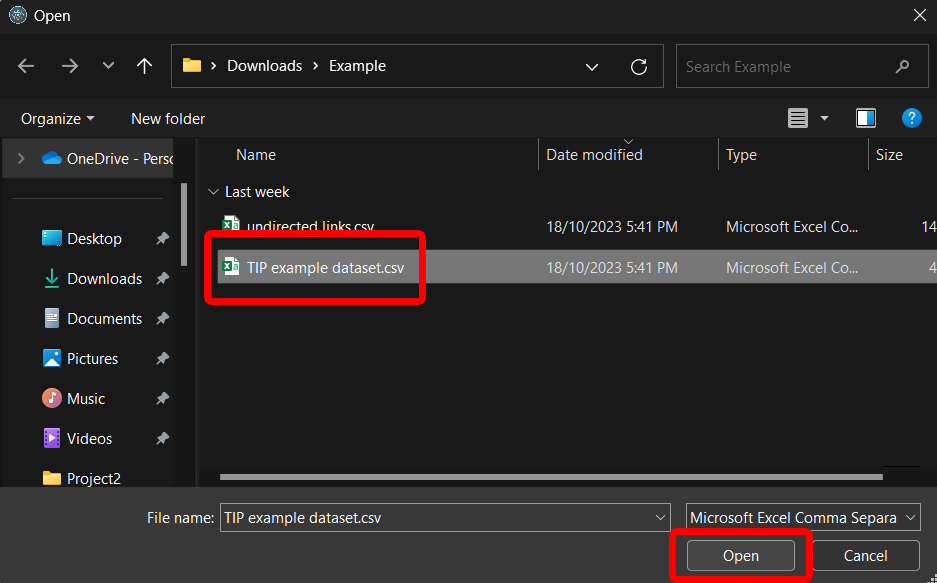 Open
Downloads > Example
Search Example
Organize
New folder
?
Name
Date modified
Type
Size
OneDrive - Perso
Last week
undirected links.csv 18/10/2023 5:41 PM Microsoft Excel Co... 14
TIP example dataset.csv 18/10/2023 5:41 PM Microsoft Excel Co... 4
Desktop
Downloads
Documents
Pictures
Music
Videos
Project2
File name: TIP example dataset.csv
Microsoft Excel Comma Separa
Open
Cancel